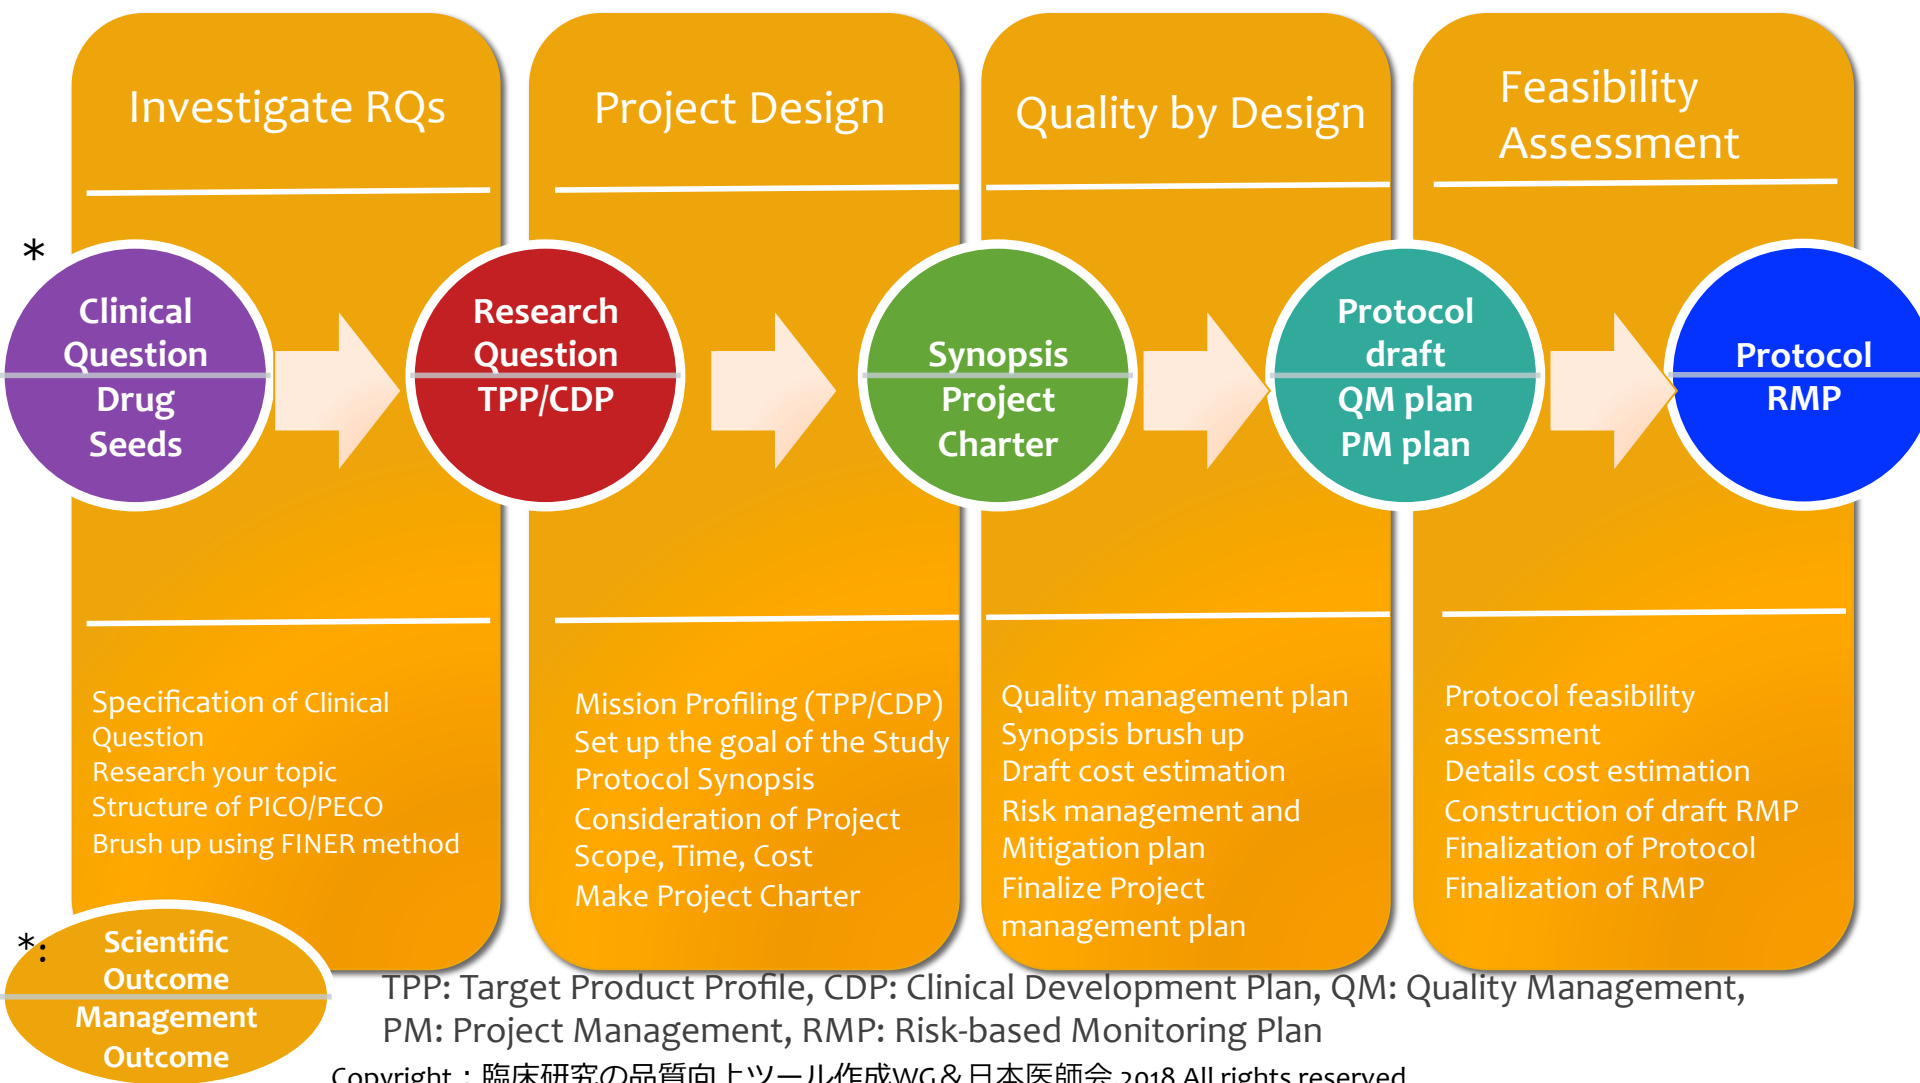 Investigate RQs
Project Design
Quality by Design
Feasibility
Assessment
*
Clinical
Question
Drug
Seeds
Research
Question
TPP/CDP
Synopsis
Project
Charter
Protocol
draft
QM plan
PM plan
Protocol
RMP
Specification of Clinical
Question
Research your topic
Structure of PICO/PECO
Brush up using FINER method
Mission Profiling (TPP/CDP)
Set up the goal of the Study
Protocol Synopsis
Consideration of Project
Scope, Time, Cost
Make Project Charter
Quality management plan
Synopsis brush up
Draft cost estimation
Risk management and
Mitigation plan
Finalize Project
management plan
Protocol feasibility
assessment
Details cost estimation
Construction of draft RMP
Finalization of Protocol
Finalization of RMP
*:
Scientific
Outcome
Management
Outcome
TPP: Target Product Profile, CDP: Clinical Development Plan, QM: Quality Management,
PM: Project Management, RMP: Risk-based Monitoring Plan
Copyright：臨床研究の品質向上ツール作成WG＆日本医師会 2018 All rights reserved